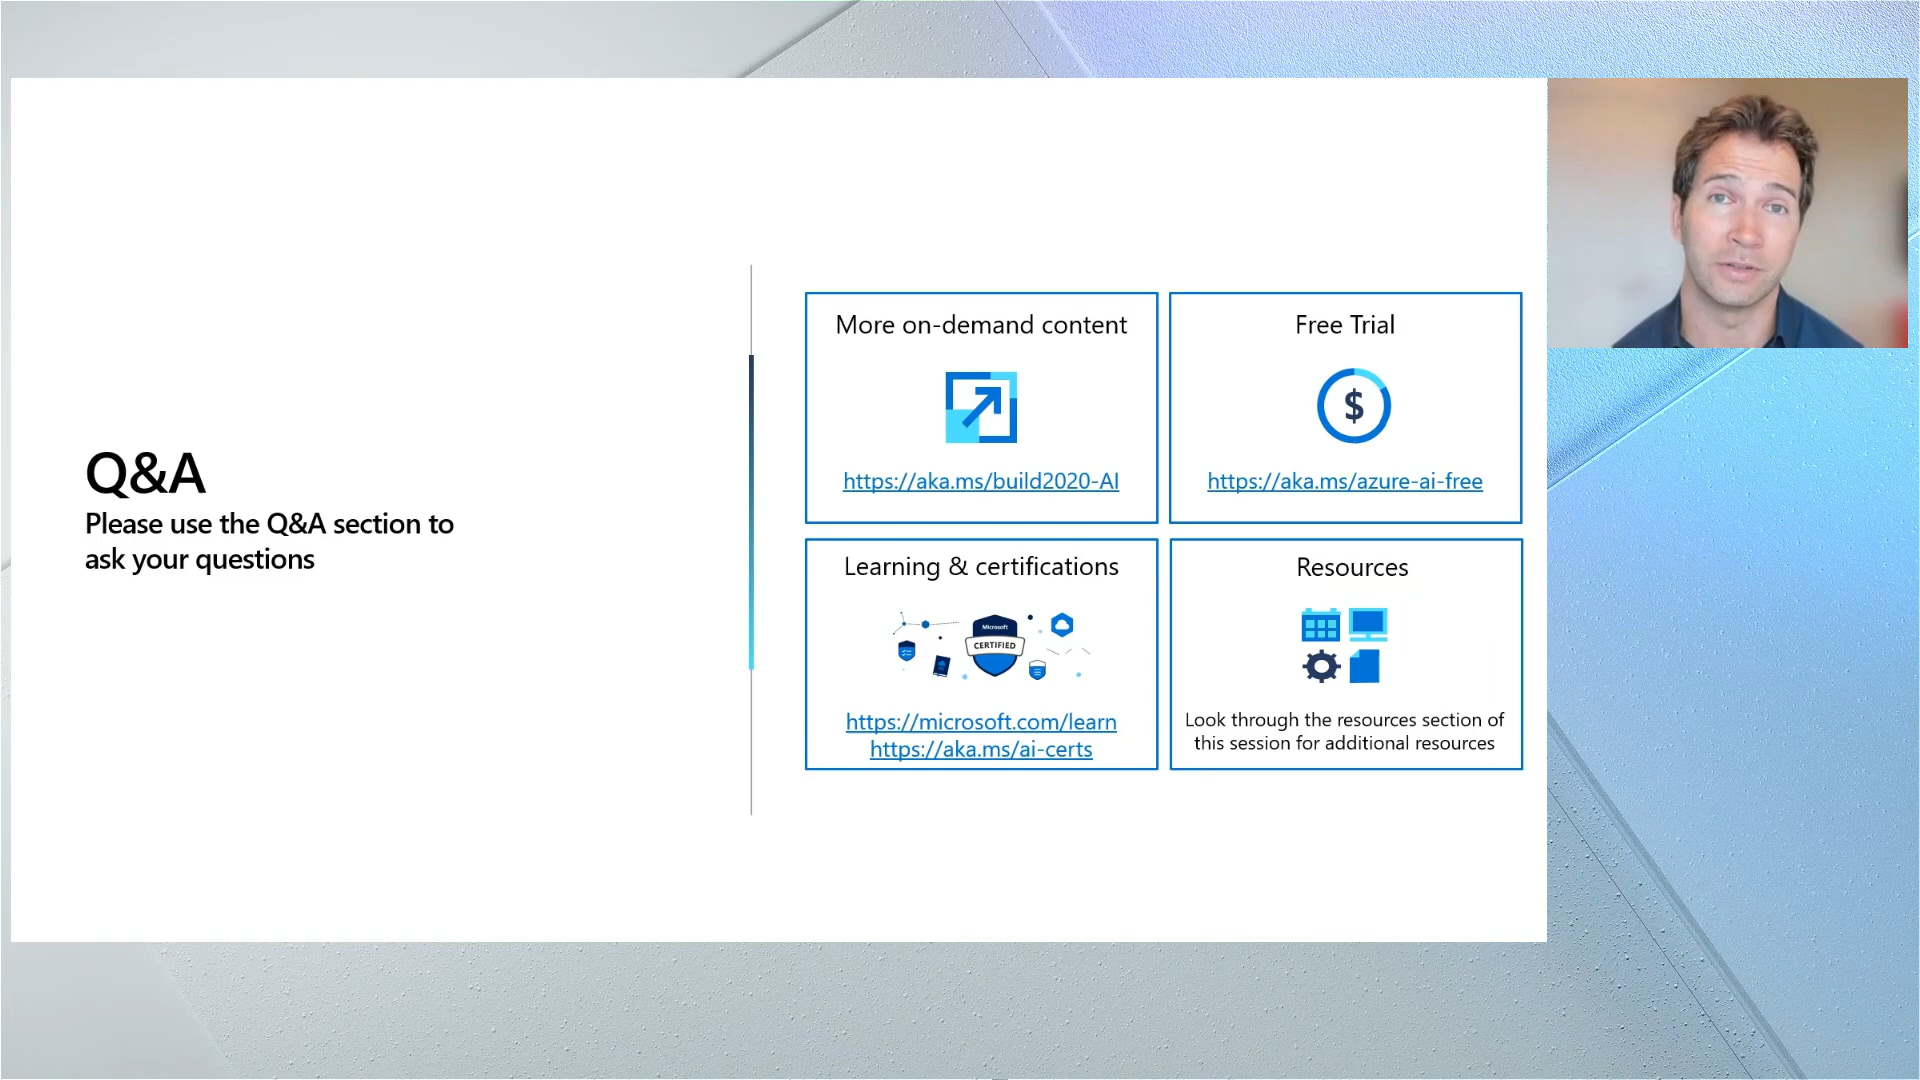 Q&A
Please use the Q&A section to
ask your questions
More on-demand content
https://aka.ms/build2020-AI
Free Trial
$
https://aka.ms/azure-ai-free
Learning & certifications
Microsoft
CERTIFIED
https://microsoft.com/learn
https://aka.ms/ai-certs
Resources
Look through the resources section of
this session for additional resources